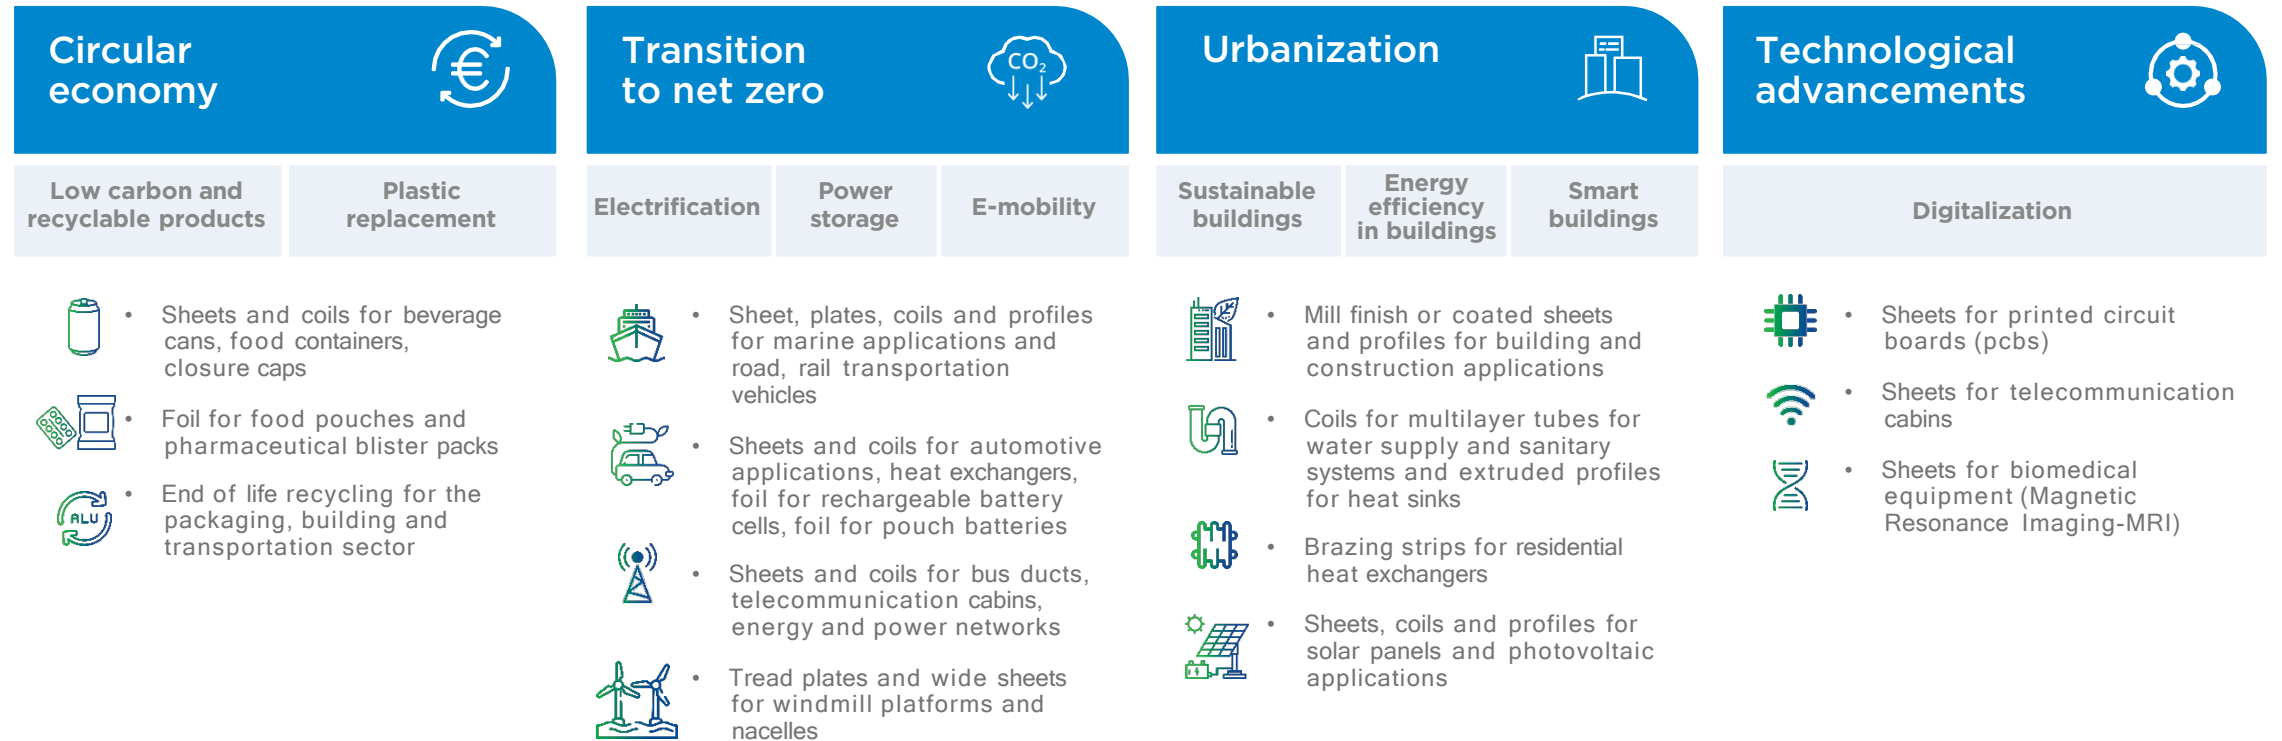 Circular
economy
Low carbon and
recyclable products
Plastic
replacement
• Sheets and coils for beverage
cans, food containers,
closure caps
• Foil for food pouches and
pharmaceutical blister packs
ALU
• End of life recycling for the
packaging, building and
transportation sector
Transition
to net zero
CO₂
Electrification
Power
storage
E-mobility
• Sheet, plates, coils and profiles
for marine applications and
road, rail transportation
vehicles
• Sheets and coils for automotive
applications, heat exchangers,
foil for rechargeable battery
cells, foil for pouch batteries
• Sheets and coils for bus ducts,
telecommunication cabins,
energy and power networks
• Tread plates and wide sheets
for windmill platforms and
nacelles
Urbanization
Sustainable
buildings
Energy
efficiency
in buildings
Smart
buildings
• Mill finish or coated sheets
and profiles for building and
construction applications
• Coils for multilayer tubes for
water supply and sanitary
systems and extruded profiles
for heat sinks
• Brazing strips for residential
heat exchangers
• Sheets, coils and profiles for
solar panels and photovoltaic
applications
Technological
advancements
Digitalization
• Sheets for printed circuit
boards (pcbs)
• Sheets for telecommunication
cabins
• Sheets for biomedical
equipment (Magnetic
Resonance Imaging-MRI)